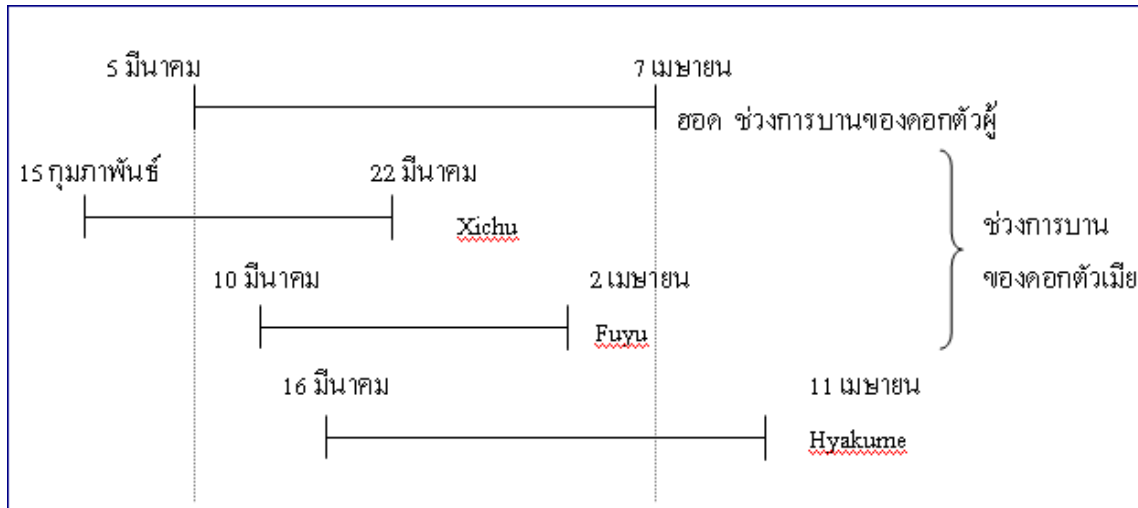 5 มีนาคม 7 เมษายน
ฮอด ช่วงการบานของดอกตัวผู้
15 กุมภาพันธ์ 22 มีนาคม
Xichu
ช่วงการบาน
10 มีนาคม 2 เมษายน
ของดอกตัวเมีย
Fuyu
16 มีนาคม 11 เมษายน
Hyakume